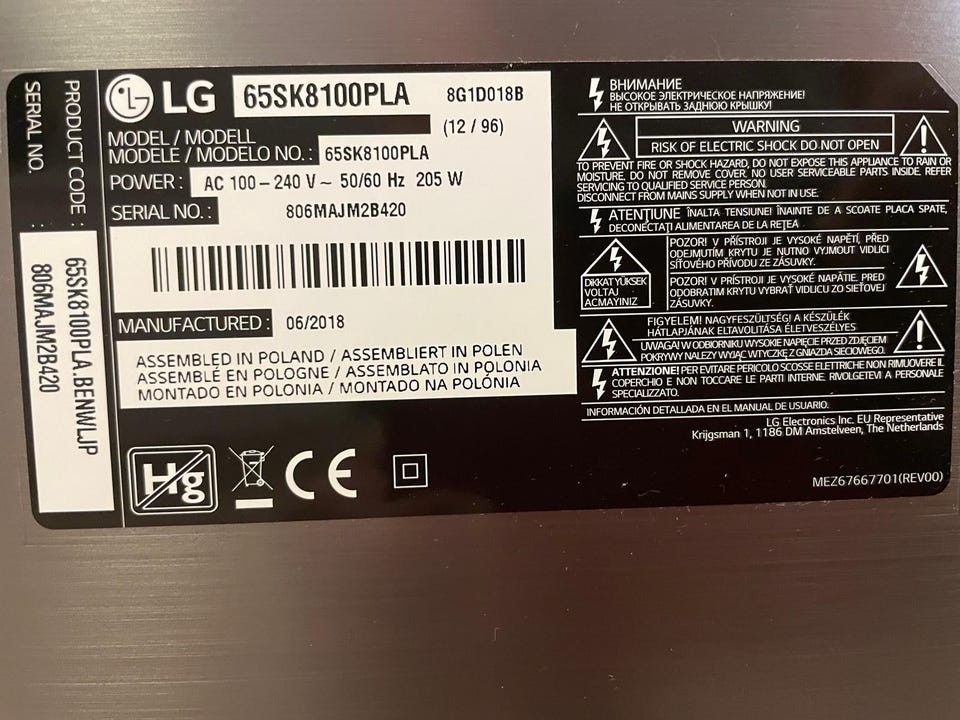 PRODUCT CODE : 65SK8100PLA.BENWLJP
SERIAL NO. : 806MAJM2B420
LG 65SK8100PLA 8G1D018B
(12 / 96)
MODEL / MODELL
MODELE / MODELO NO. : 65SK8100PLA
POWER : AC 100 – 240 V ~ 50/60 Hz 205 W
SERIAL NO. : 806MAJM2B420
MANUFACTURED : 06/2018
ASSEMBLED IN POLAND / ASSEMBLIERT IN POLEN
ASSEMBLÉ EN POLOGNE / ASSEMBLATO IN POLONIA
MONTADO EN POLONIA / MONTADO NA POLÓNIA
Hg
CE
ВНИМАНИЕ
ВЫСОКОЕ ЭЛЕКТРИЧЕСКОЕ НАПРЯЖЕНИЕ!
НЕ ОТКРЫВАТЬ ЗАДНЮЮ КРЫШКУ!
WARNING
RISK OF ELECTRIC SHOCK DO NOT OPEN
TO PREVENT FIRE OR SHOCK HAZARD, DO NOT EXPOSE THIS APPLIANCE TO RAIN OR
MOISTURE. DO NOT REMOVE COVER. NO USER SERVICEABLE PARTS INSIDE. REFER
SERVICING TO QUALIFIED SERVICE PERSON.
DISCONNECT FROM MAINS SUPPLY WHEN NOT IN USE.
ATENŢIUNE ÎNALTA TENSIUNE! ÎNAINTE DE A SCOATE PLACA SPATE,
DECONECTAŢI ALIMENTAREA DE LA REŢEA
DIKKAT YÜKSEK
VOLTAJ
ACMAYINIZ
POZOR! V PŘÍSTROJI JE VYSOKÉ NAPĚTÍ, PŘED
ODEJMUTÍM KRYTU JE NUTNO VYJMOUT VIDLICI
SÍŤOVÉHO PŘÍVODU ZE ZÁSUVKY.
POZOR! V PRÍSTROJI JE VYSOKÉ NAPÄTIE. PRED
ODOBRATIM KRYTU VYBRAŤ VIDLICU ZO SIEŤOVEJ
ZÁSUVKY.
FIGYELEM! NAGYFESZÜLTSÉG! A KÉSZÜLÉK
HÁTLAPJÁNAK ELTÁVOLÍTÁSA ÉLETVESZÉLYES
UWAGA! W ODBIORNIKU WYSOKIE NAPIĘCIE PRZED ZDJĘCIEM
POKRYWY NALEŻY WYJĄĆ WTYCZKĘ Z GNIAZDA SIECIOWEGO.
ATTENZIONE! PER EVITARE PERICOLO SCOSSE ELETTRICHE NON RIMUOVERE IL
COPERCHIO E NON TOCCARE LE PARTI INTERNE. RIVOLGETEVI A PERSONALE
SPECIALIZZATO.
INFORMACIÓN DETALLADA EN EL MANUAL DE USUARIO.
LG Electronics Inc. EU Representative
Krijgsman 1, 1186 DM Amstelveen, The Netherlands
MEZ67667701(REV00)